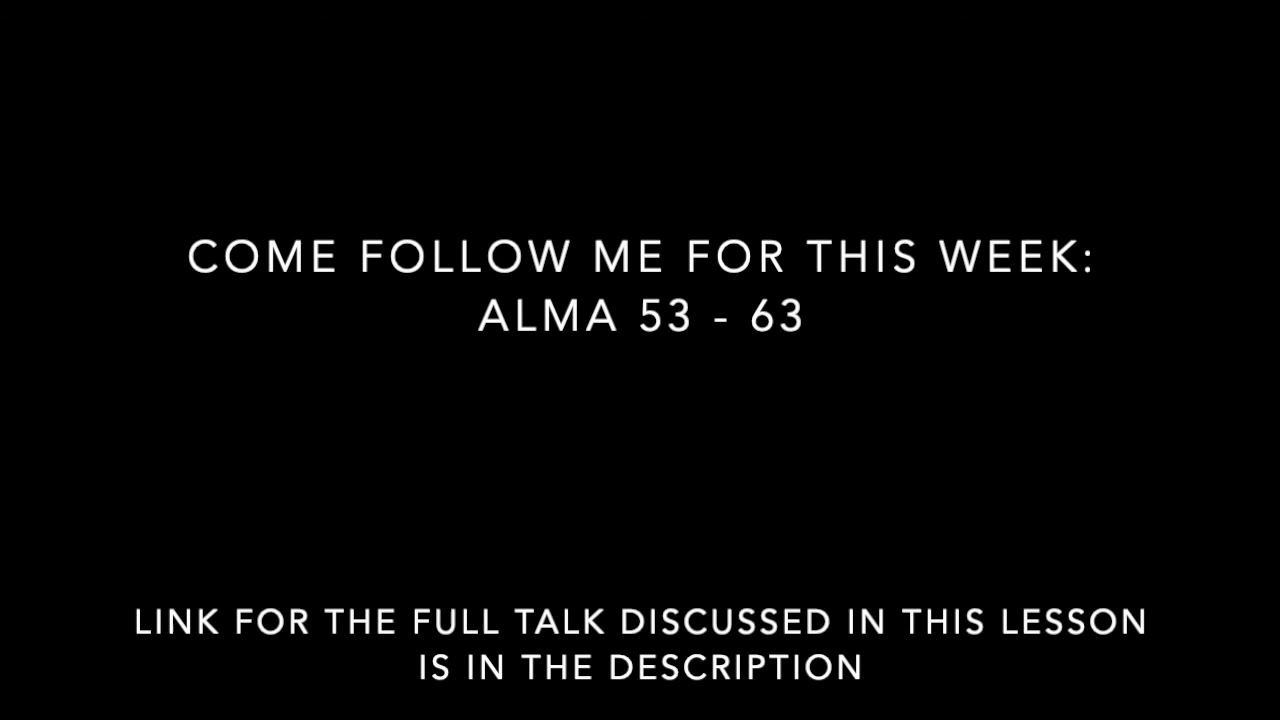 COME FOLLOW ME FOR THIS WEEK:
ALMA 53 - 63
LINK FOR THE FULL TALK DISCUSSED IN THIS LESSON
IS IN THE DESCRIPTION